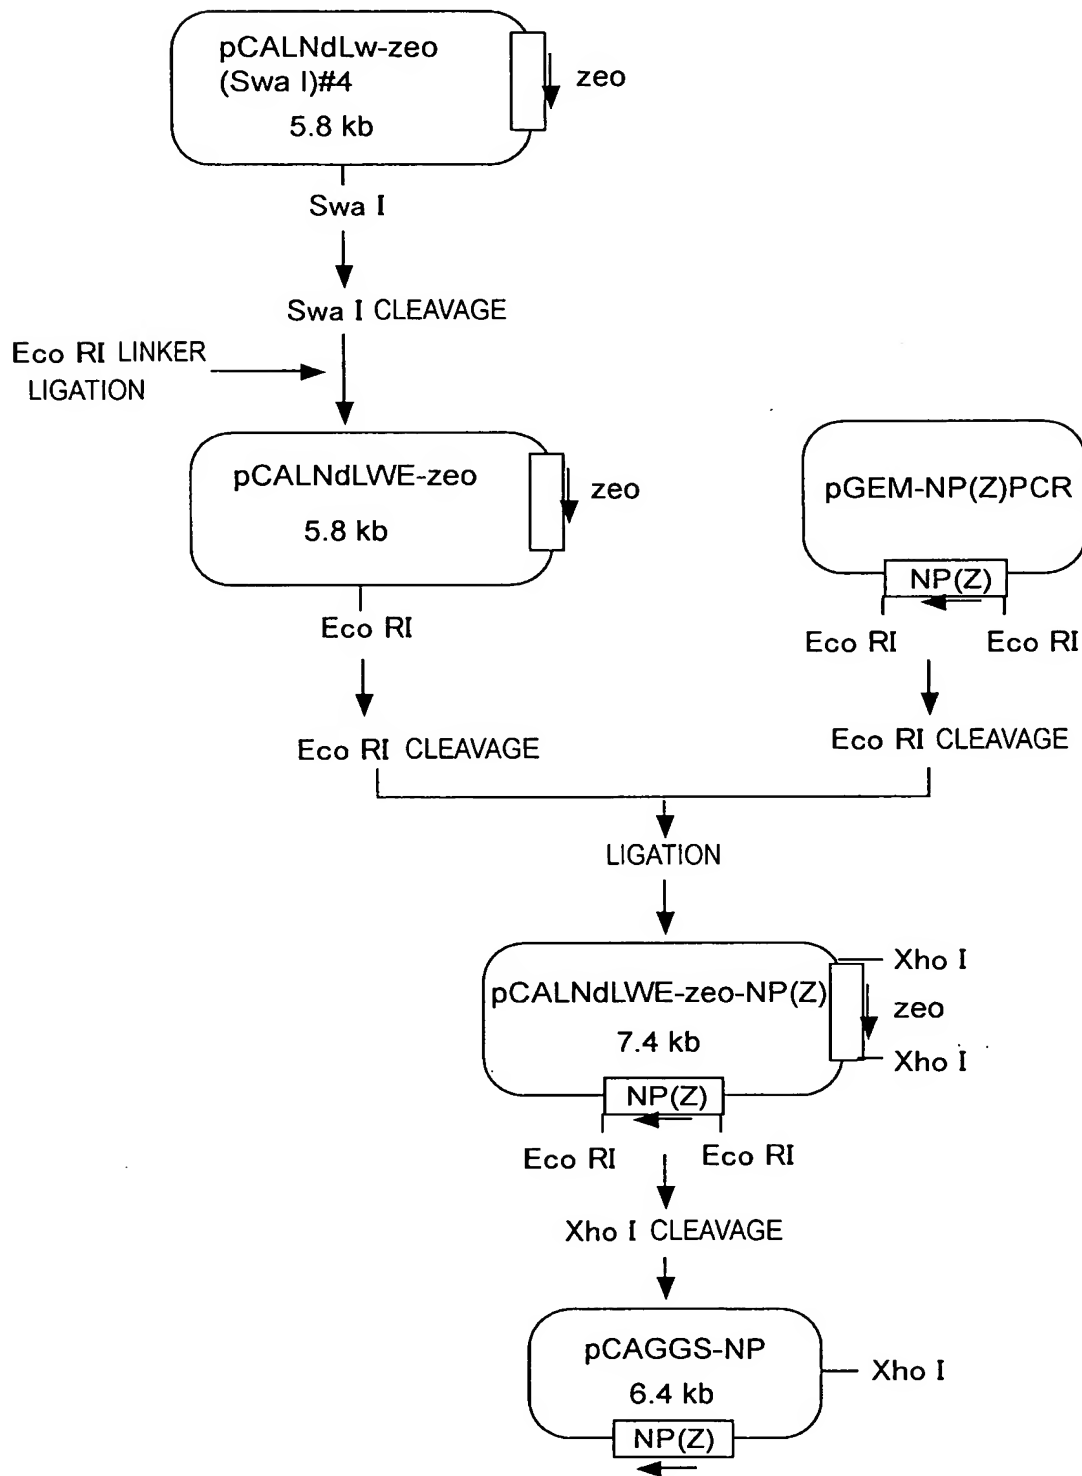 pCALNdLw-zeo
(Swa I)#4
5.8 kb
zeo
Swa I
Swa I CLEAVAGE
Eco RI LINKER
LIGATION
pCALNdLWE-zeo
5.8 kb
zeo
Eco RI
Eco RI CLEAVAGE
pGEM-NP(Z)PCR
NP(Z)
Eco RI
Eco RI
Eco RI CLEAVAGE
LIGATION
pCALNdLWE-zeo-NP(Z)
7.4 kb
Xho I
zeo
Xho I
NP(Z)
Eco RI
Eco RI
Xho I CLEAVAGE
pCAGGS-NP
6.4 kb
Xho I
NP(Z)